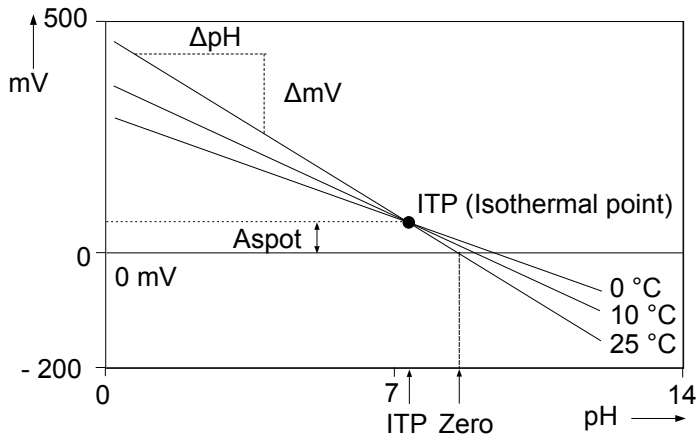 500
ΔpH
mV
ΔmV
ITP (Isothermal point)
Aspot
0
0 mV
0 °C
10 °C
25 °C
- 200
0
7
14
ITP Zero
pH